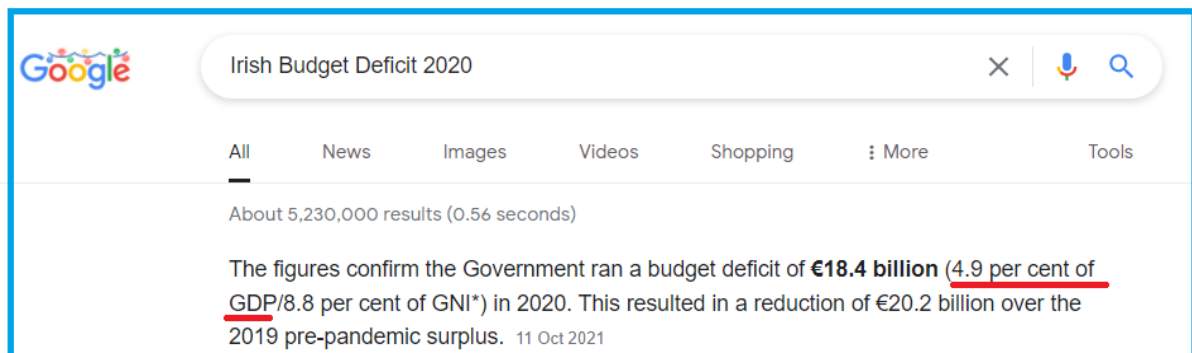 Google
Irish Budget Deficit 2020
All News Images Videos Shopping More Tools
About 5,230,000 results (0.56 seconds)
The figures confirm the Government ran a budget deficit of €18.4 billion (4.9 per cent of
GDP/8.8 per cent of GNI*) in 2020. This resulted in a reduction of €20.2 billion over the
2019 pre-pandemic surplus. 11 Oct 2021